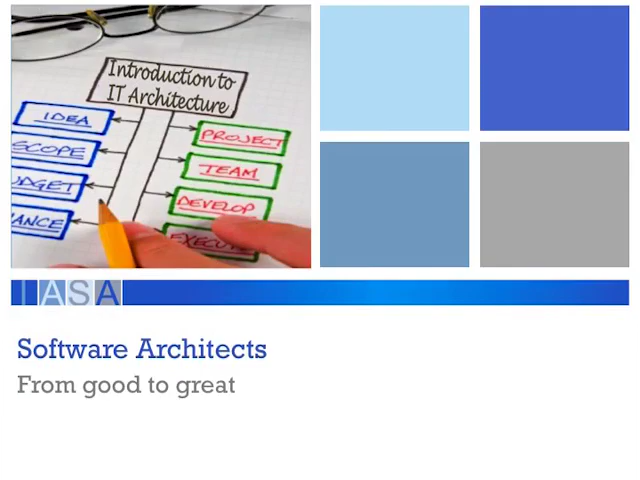 Introduction to
IT Architecture
IDEA
PROJECT
SCOPE
TEAM
DEVELOP
IASA
Software Architects
From good to great